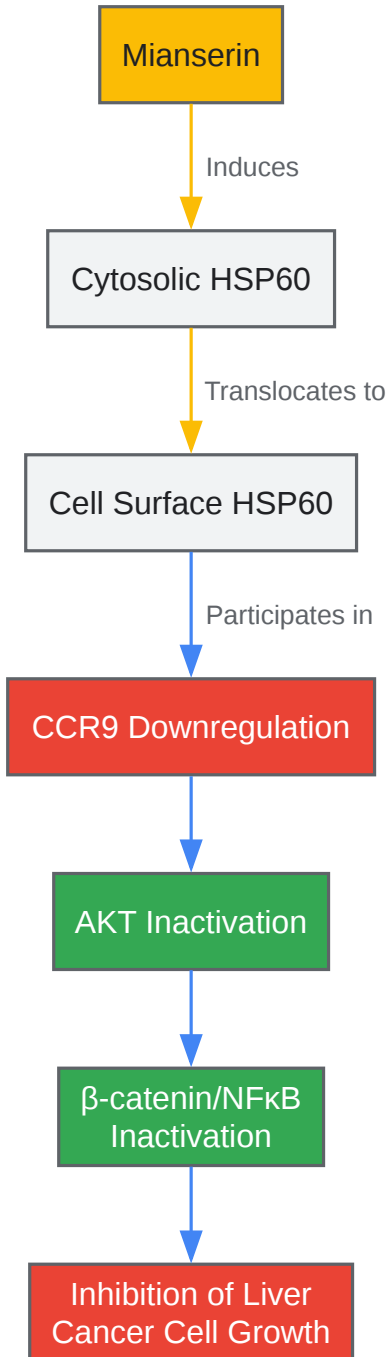 Mianserin
Induces
Cytosolic HSP60
Translocates to
Cell Surface HSP60
Participates in
CCR9 Downregulation
AKT Inactivation
β-catenin/NFκB
Inactivation
Inhibition of Liver
Cancer Cell Growth